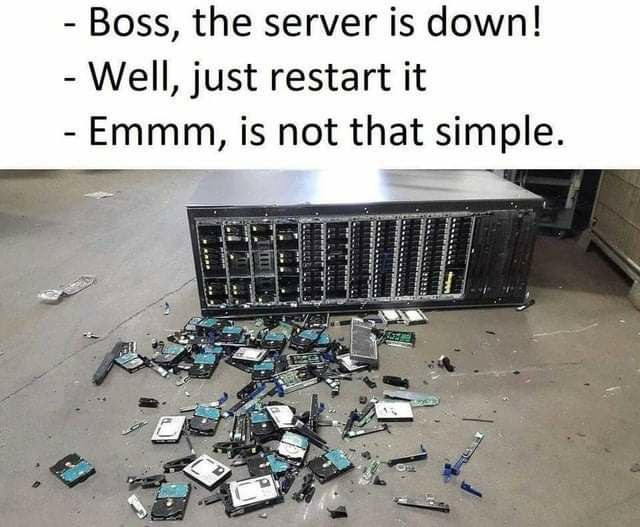 - Boss, the server is down!
- Well, just restart it
- Emmm, is not that simple.